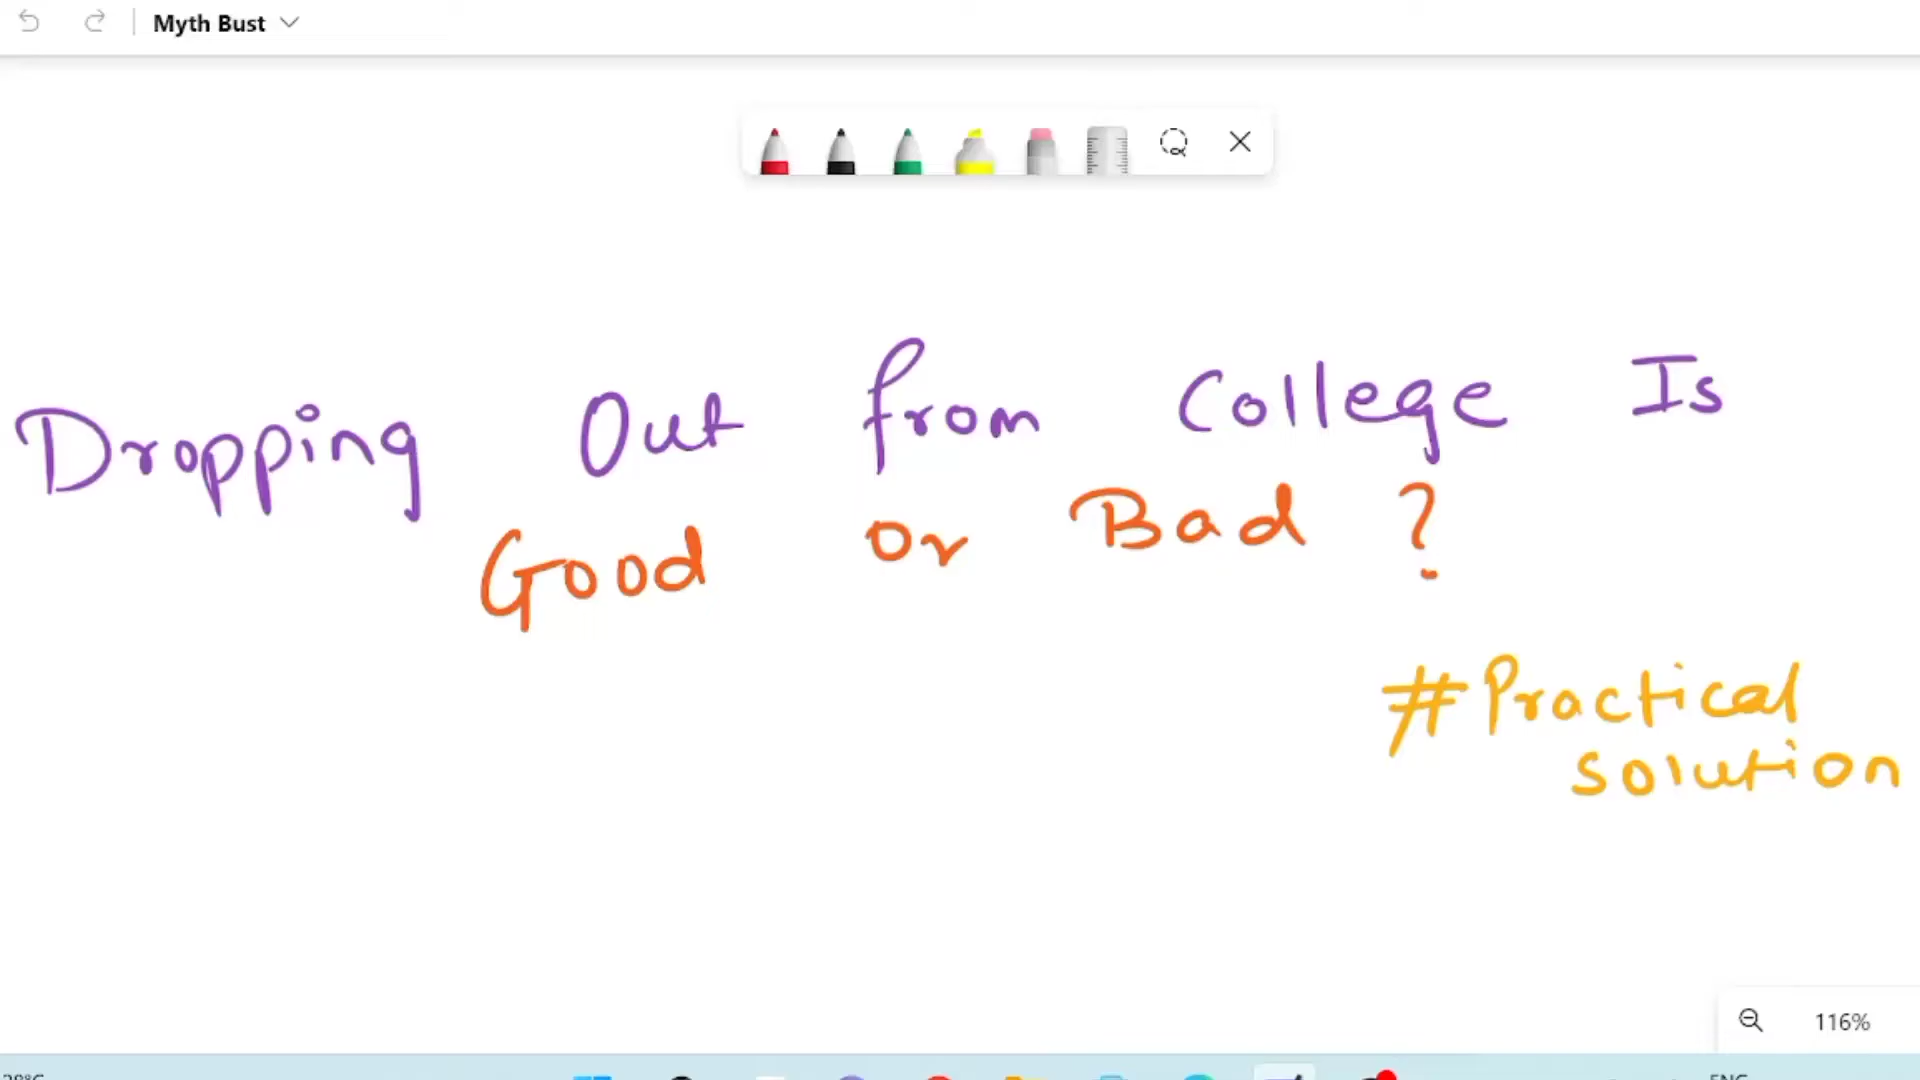 Myth Bust
Dropping Out from College Is
Good or Bad ?
#Practical
solution
116%